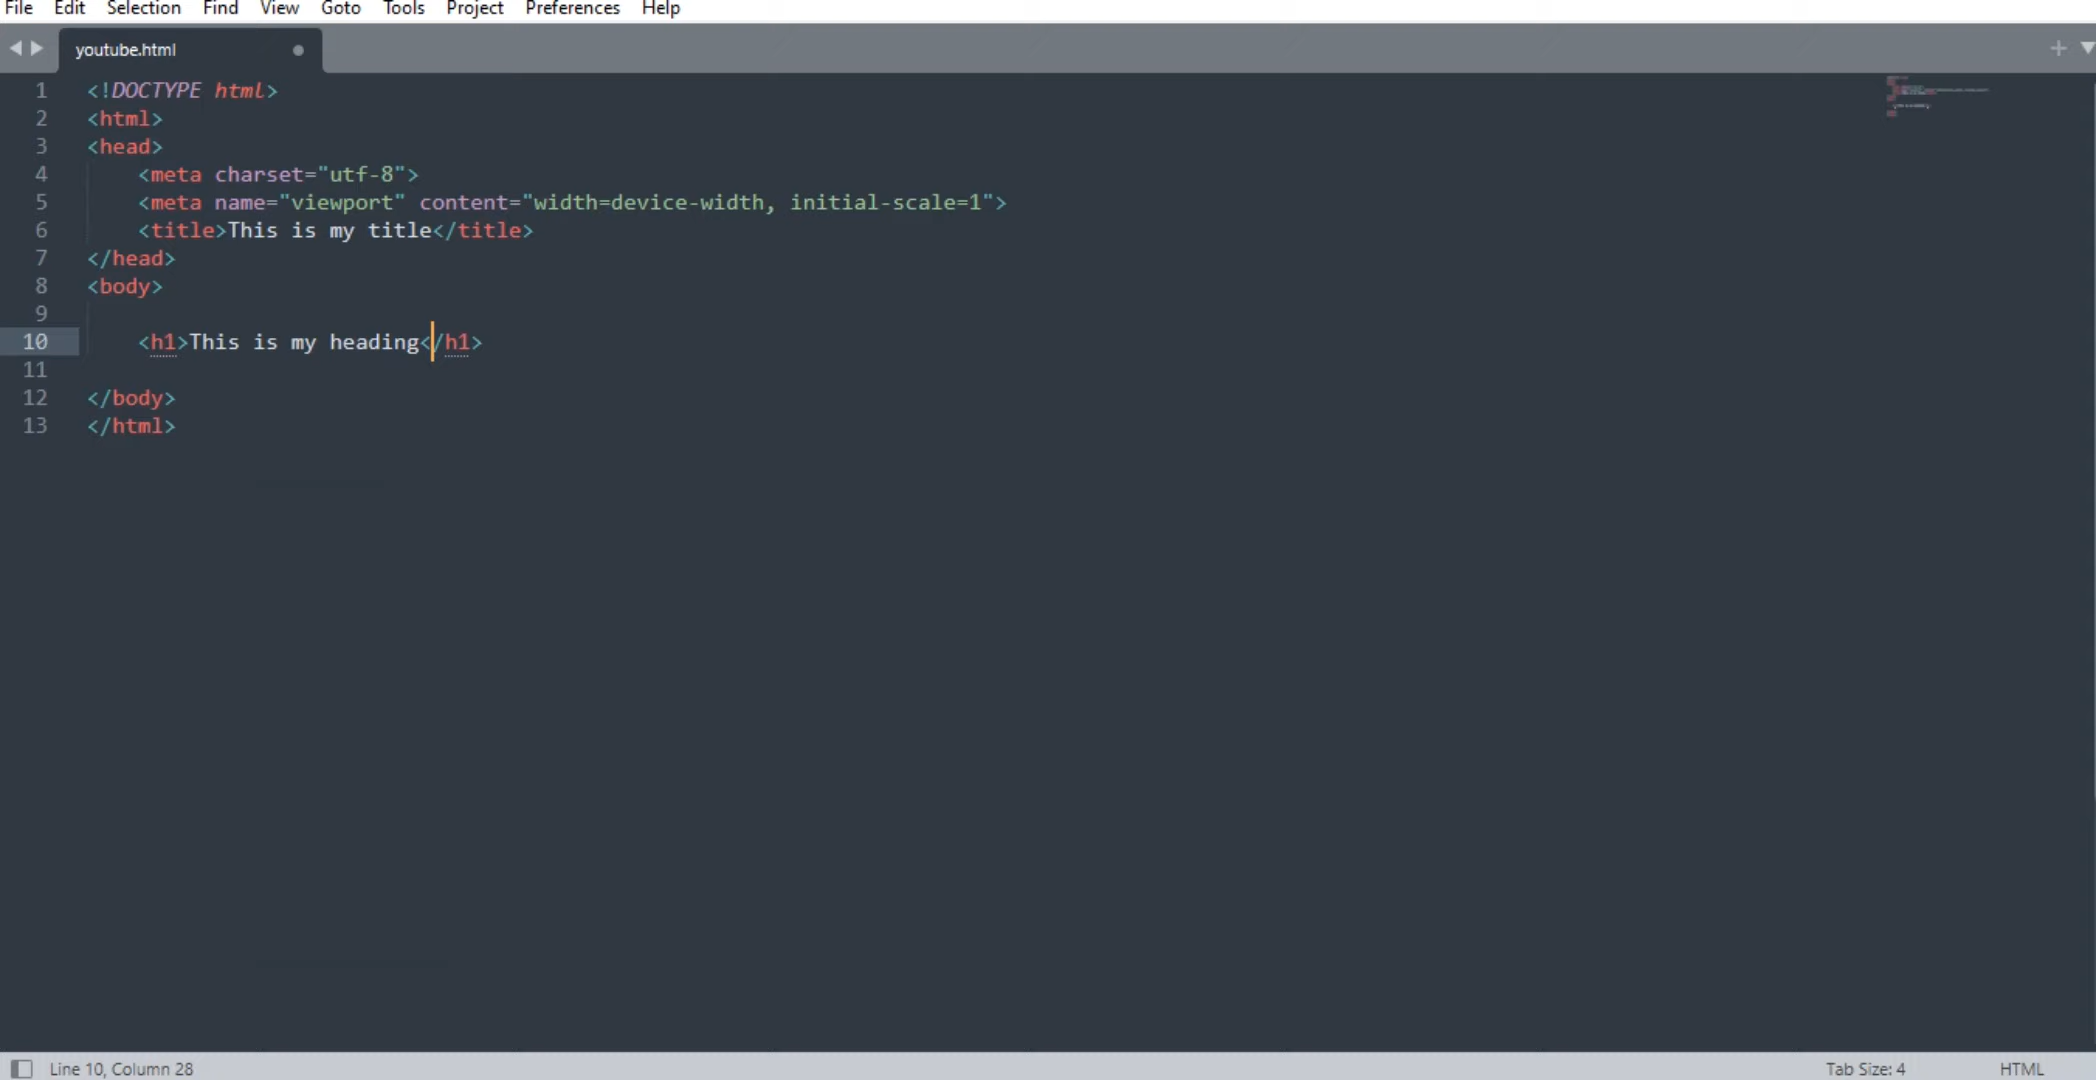 File Edit Selection Find View Goto Tools Project Preferences Help
youtube.html
1 <!DOCTYPE html>
2 <html>
3 <head>
4 <meta charset="utf-8">
5 <meta name="viewport" content="width=device-width, initial-scale=1">
6 <title>This is my title</title>
7 </head>
8 <body>
9
10 <h1>This is my heading</h1>
11
12 </body>
13 </html>
Line 10, Column 28 Tab Size: 4 HTML